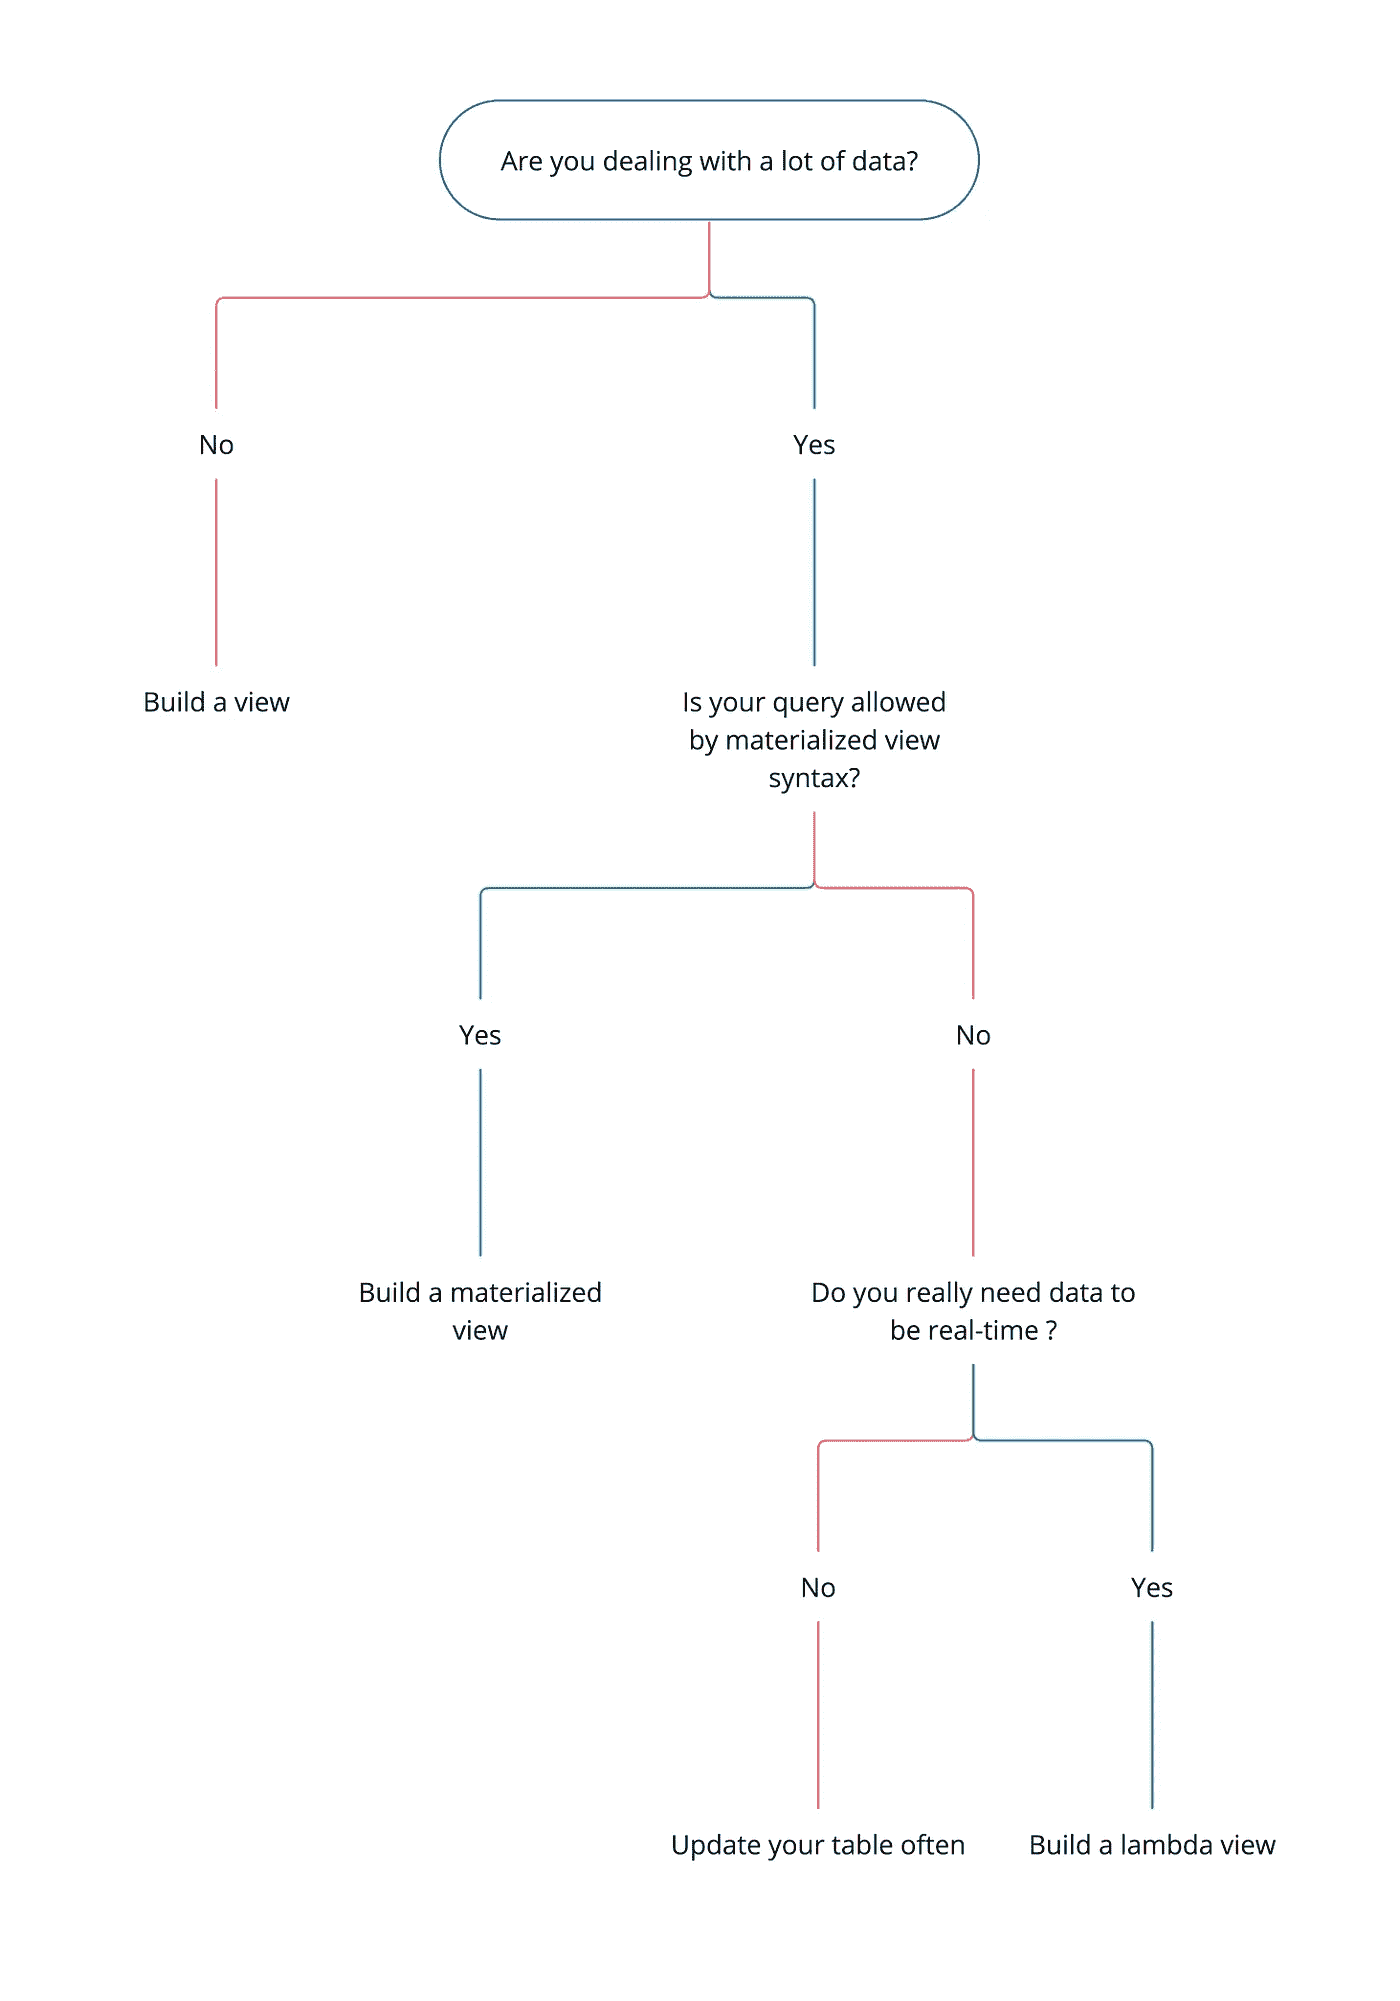 Are you dealing with a lot of data?
No
Yes
Build a view
Is your query allowed
by materialized view
syntax?
Yes
No
Build a materialized
view
Do you really need data to
be real-time ?
No
Yes
Update your table often
Build a lambda view